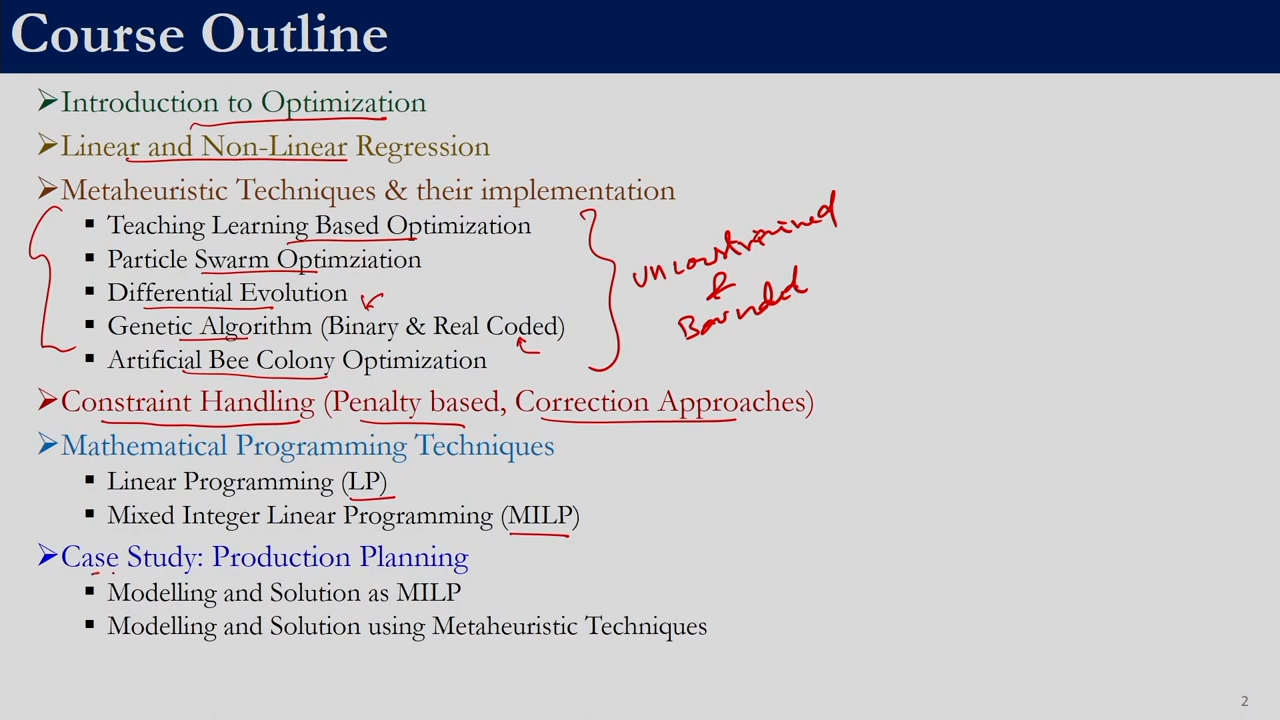 Course Outline
➢Introduction to Optimization
➢Linear and Non-Linear Regression
➢Metaheuristic Techniques & their implementation
▪ Teaching Learning Based Optimization
▪ Particle Swarm Optimziation
▪ Differential Evolution
▪ Genetic Algorithm (Binary & Real Coded)
▪ Artificial Bee Colony Optimization
unconstrained
&
Bounded
➢Constraint Handling (Penalty based, Correction Approaches)
➢Mathematical Programming Techniques
▪ Linear Programming (LP)
▪ Mixed Integer Linear Programming (MILP)
➢Case Study: Production Planning
▪ Modelling and Solution as MILP
▪ Modelling and Solution using Metaheuristic Techniques
2